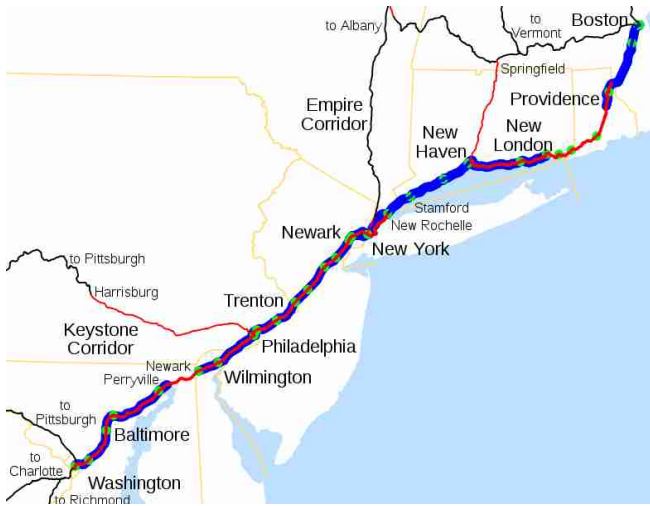 to
Vermont
Boston
to Albany
Springfield
Providence
Empire
Corridor
New
London
New
Haven
Stamford
New Rochelle
Newark
New York
to Pittsburgh
Harrisburg
Trenton
Keystone
Corridor
Philadelphia
Newark
Perryville
Wilmington
to
Pittsburgh
Baltimore
to
Charlotte
Washington
to Richmond